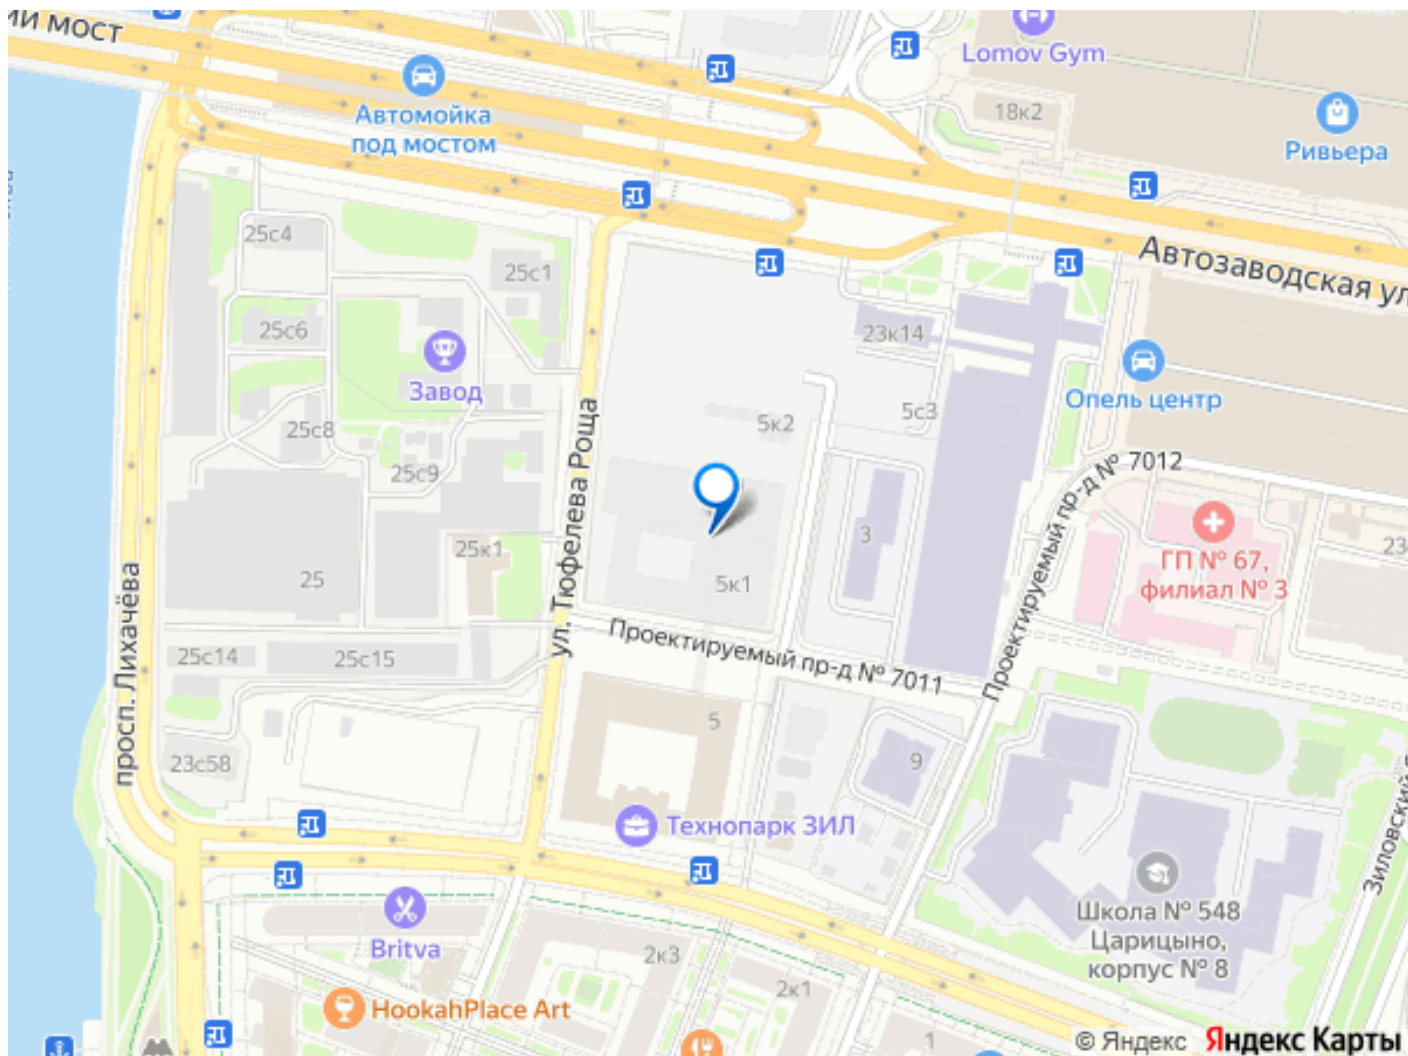 ий мост
Lomov Gym
Автомойка
под мостом
18к2
Ривьера
25с4
25с1
Автозаводская ул
25с6
23к14
Завод
Опель центр
5с3
5к2
25с8
25с9
ул. Тюфелева Роща
Проектируемый пр-д № 7012
3
25к1
ГП № 67,
филиал № 3
23
25
5к1
просп. Лихачёва
Проектируемый пр-д № 7011
25с14
25с15
5
23с58
9
Технопарк ЗИЛ
Зиловский
Школа № 548
Царицыно,
корпус № 8
Britva
2к3
2к1
HookahPlace Art
1
© Яндекс Яндекс Карты